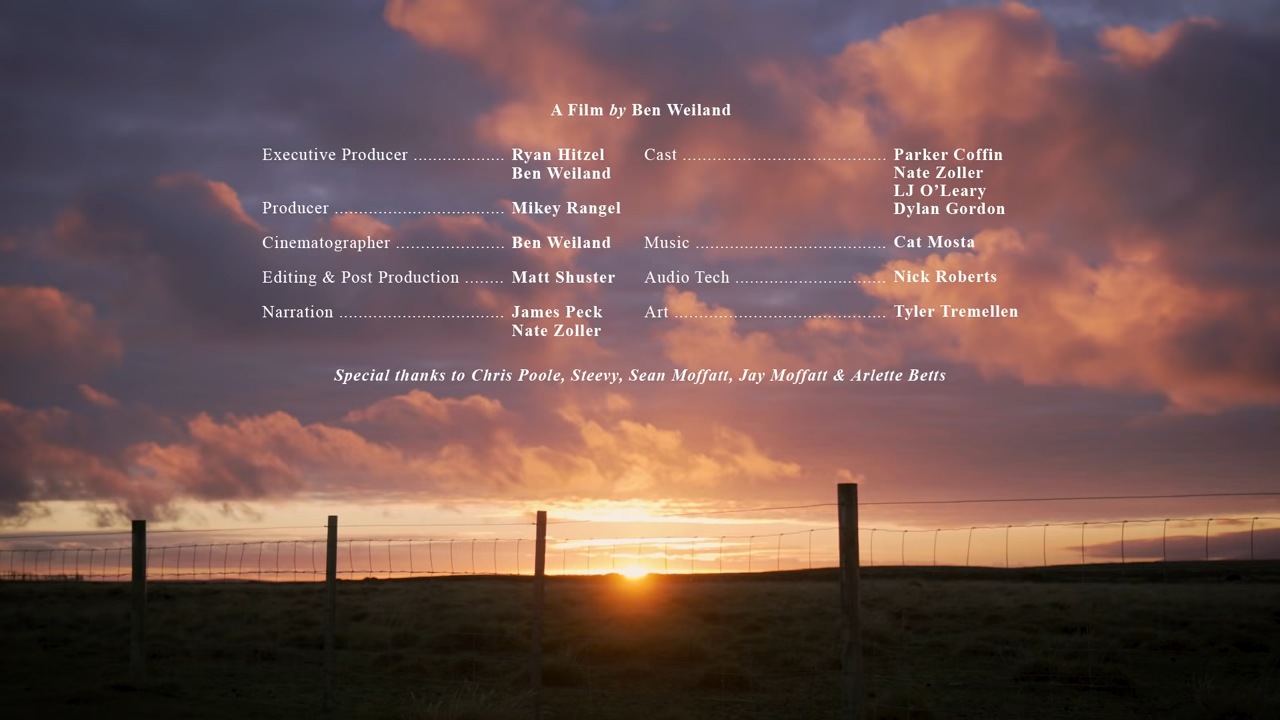 A Film by Ben Weiland
Executive Producer .................. Ryan Hitzel
Ben Weiland
Producer ................................... Mikey Rangel
Cinematographer ...................... Ben Weiland
Editing & Post Production ........ Matt Shuster
Narration .................................. James Peck
Nate Zoller
Cast .......................................... Parker Coffin
Nate Zoller
LJ O’Leary
Dylan Gordon
Music ....................................... Cat Mosta
Audio Tech ............................... Nick Roberts
Art ............................................ Tyler Tremellen
Special thanks to Chris Poole, Steevy, Sean Moffatt, Jay Moffatt & Arlette Betts